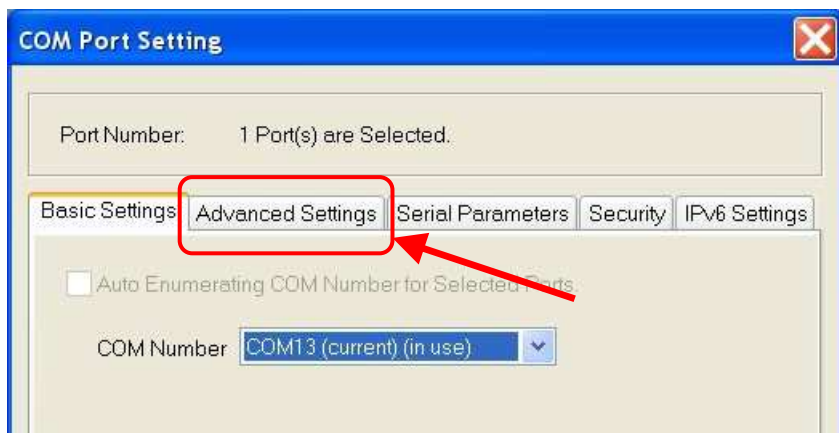 COM Port Setting
Port Number: 1 Port(s) are Selected.
Basic Settings Advanced Settings Serial Parameters Security IPv6 Settings
Auto Enumerating COM Number for Selected Ports.
COM Number COM13 (current) (in use)